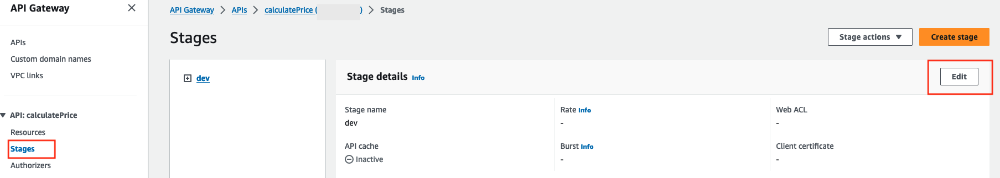 API Gateway
APIs
Custom domain names
VPC links
API: calculatePrice
Resources
Stages
Authorizers
API Gateway APIs calculatePrice ( ) Stages
Stages
Stage actions
Create stage
dev
Stage details Info
Edit
Stage name
dev
Rate Info
-
Web ACL
-
API cache
Inactive
Burst Info
-
Client certificate
-